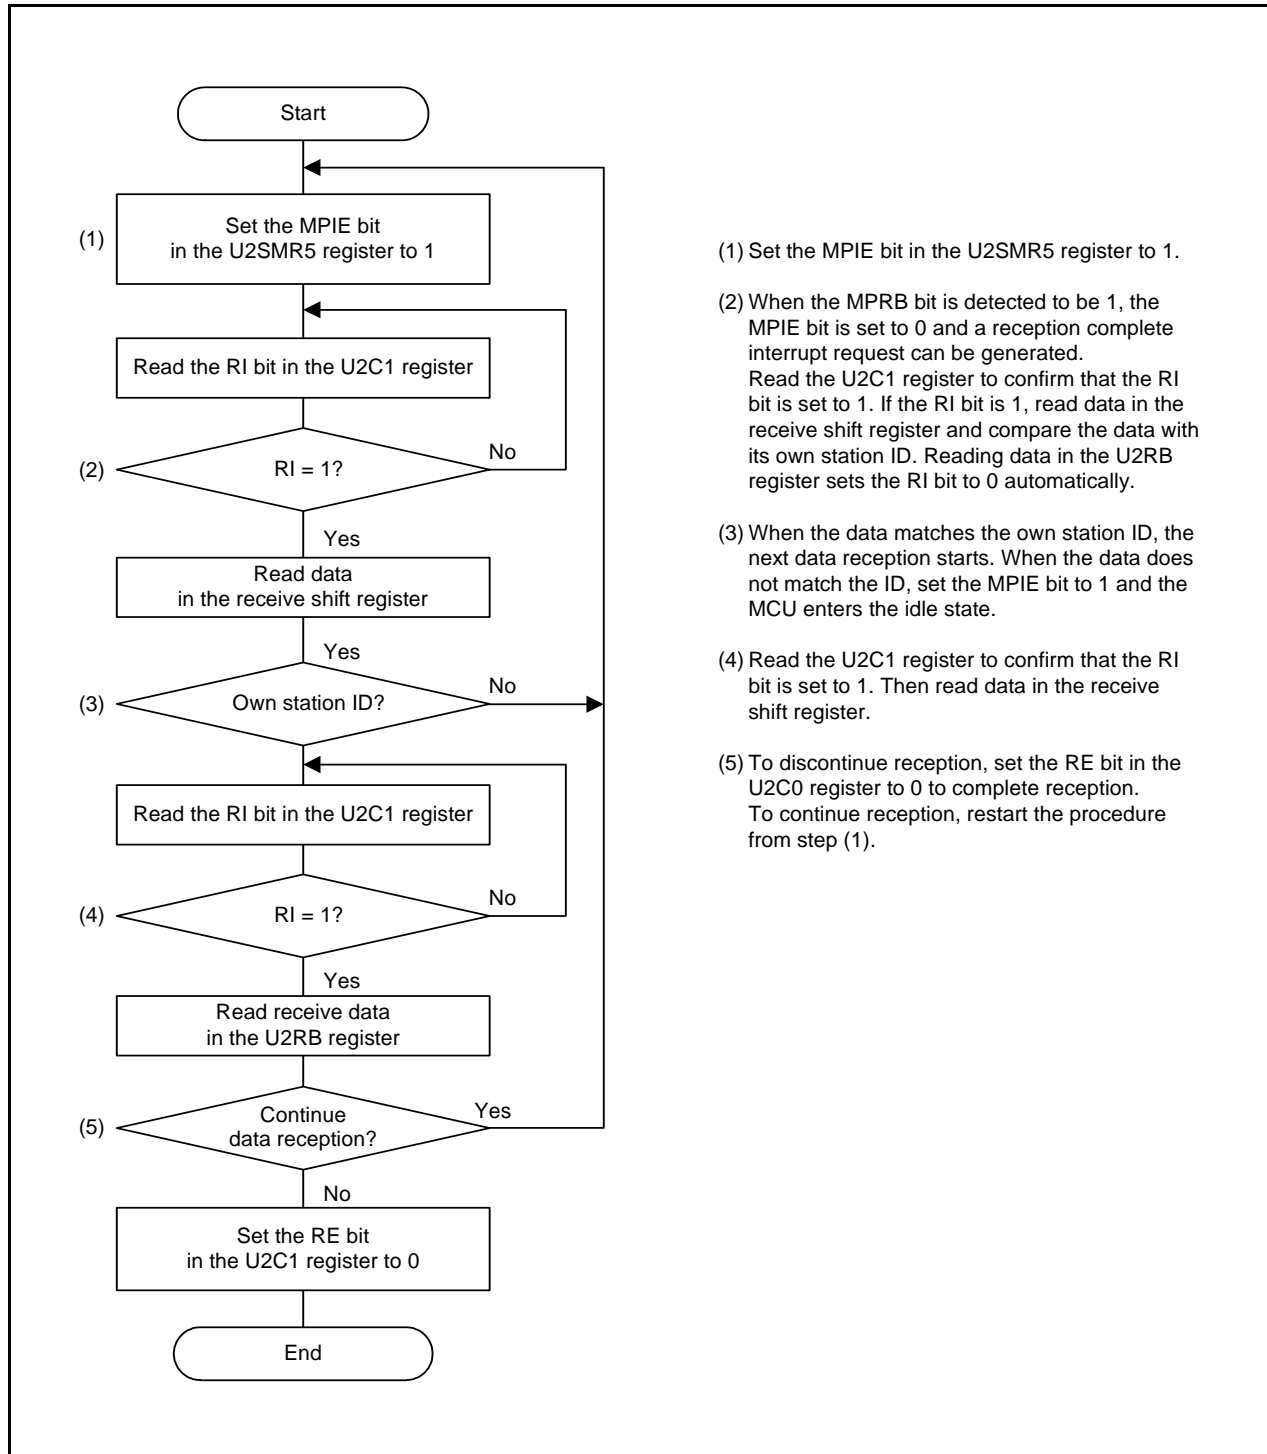 Start
(1)
Set the MPIE bit
in the U2SMR5 register to 1
Read the RI bit in the U2C1 register
(2)
RI = 1?
No
Yes
Read data
in the receive shift register
Yes
(3)
Own station ID?
No
Read the RI bit in the U2C1 register
(4)
RI = 1?
No
Yes
Read receive data
in the U2RB register
(5)
Continue
data reception?
Yes
No
Set the RE bit
in the U2C1 register to 0
End
(1) Set the MPIE bit in the U2SMR5 register to 1.
(2) When the MPRB bit is detected to be 1, the
MPIE bit is set to 0 and a reception complete
interrupt request can be generated.
Read the U2C1 register to confirm that the RI
bit is set to 1. If the RI bit is 1, read data in the
receive shift register and compare the data with
its own station ID. Reading data in the U2RB
register sets the RI bit to 0 automatically.
(3) When the data matches the own station ID, the
next data reception starts. When the data does
not match the ID, set the MPIE bit to 1 and the
MCU enters the idle state.
(4) Read the U2C1 register to confirm that the RI
bit is set to 1. Then read data in the receive
shift register.
(5) To discontinue reception, set the RE bit in the
U2C0 register to 0 to complete reception.
To continue reception, restart the procedure
from step (1).